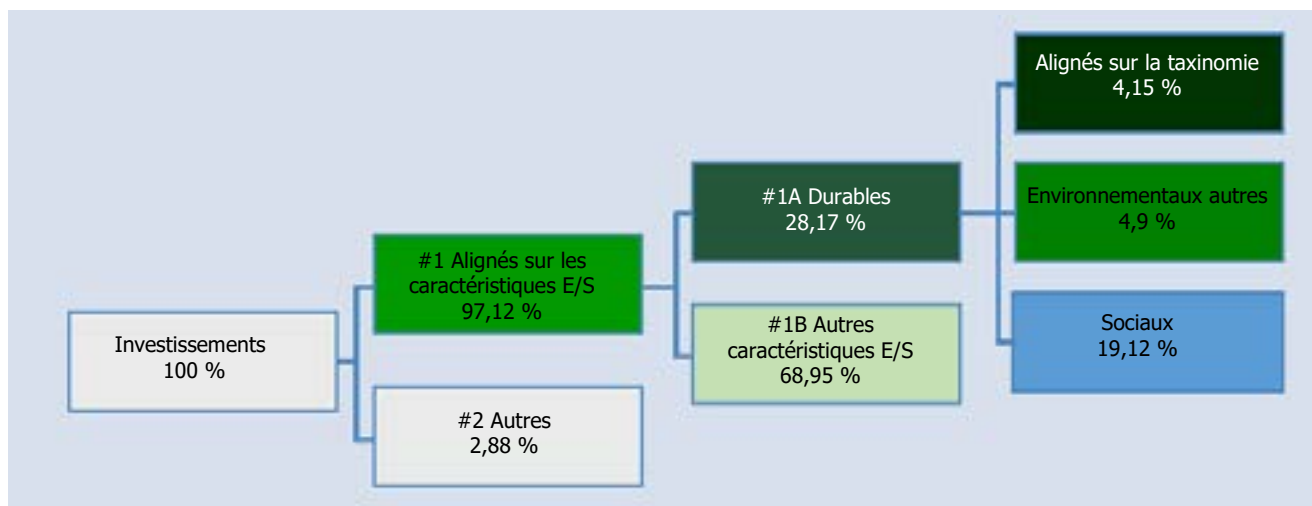 Alignés sur la taxinomie
4,15 %
#1A Durables
28,17 %
Environnementaux autres
4,9 %
#1 Alignés sur les
caractéristiques E/S
97,12 %
Investissements
100 %
#1B Autres
caractéristiques E/S
68,95 %
Sociaux
19,12 %
#2 Autres
2,88 %